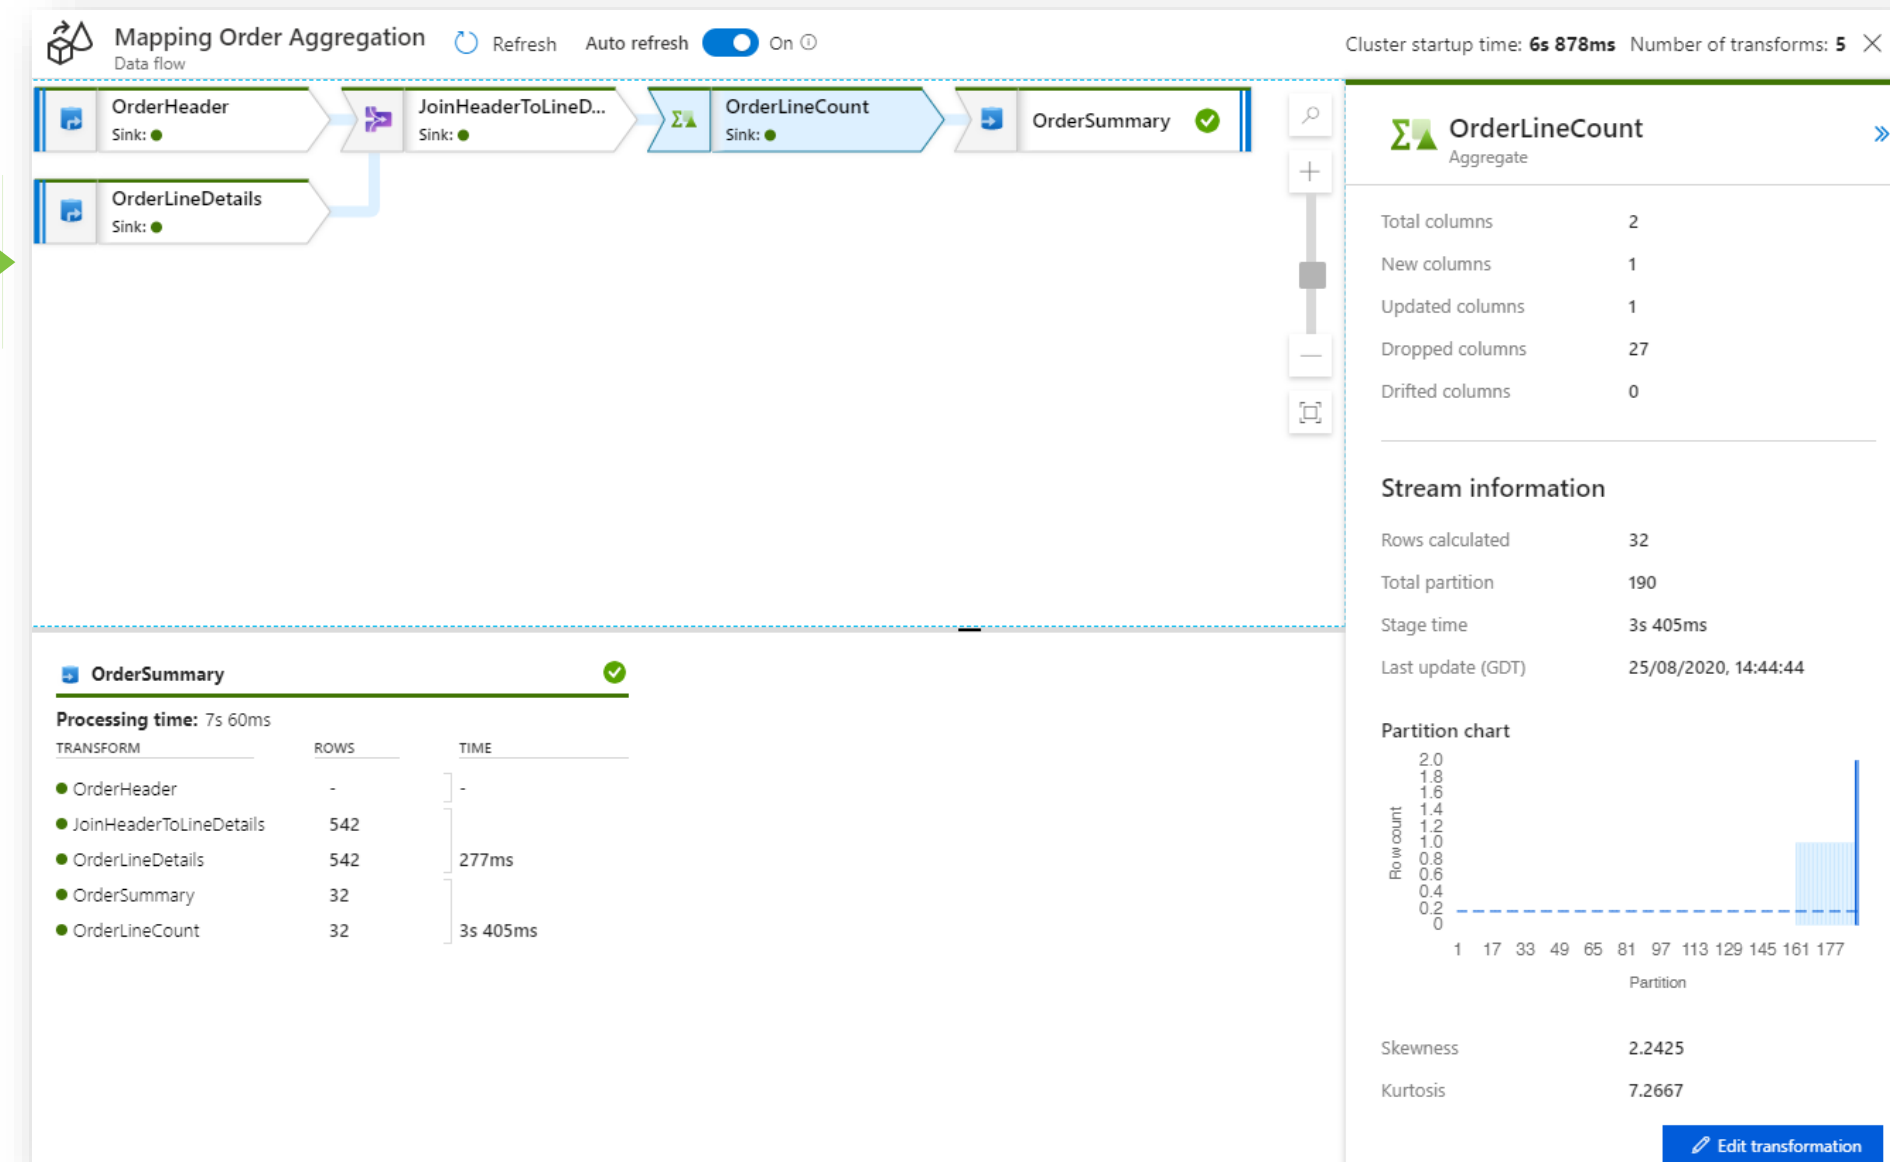 Mapping Order Aggregation
Data flow
Refresh
Auto refresh
On
Cluster startup time: 6s 878ms Number of transforms: 5
OrderHeader
Sink:
JoinHeaderToLineD...
Sink:
OrderLineCount
Sink:
OrderSummary
OrderLineDetails
Sink:
OrderSummary
Processing time: 7s 60ms
TRANSFORM ROWS TIME
OrderHeader - -
JoinHeaderToLineDetails 542
OrderLineDetails 542 277ms
OrderSummary 32
OrderLineCount 32 3s 405ms
OrderLineCount
Aggregate
Total columns 2
New columns 1
Updated columns 1
Dropped columns 27
Drifted columns 0
Stream information
Rows calculated 32
Total partition 190
Stage time 3s 405ms
Last update (GDT) 25/08/2020, 14:44:44
Partition chart
Row count
2.0
1.8
1.6
1.4
1.2
1.0
0.8
0.6
0.4
0.2
0
1 17 33 49 65 81 97 113 129 145 161 177
Partition
Skewness 2.2425
Kurtosis 7.2667
Edit transformation